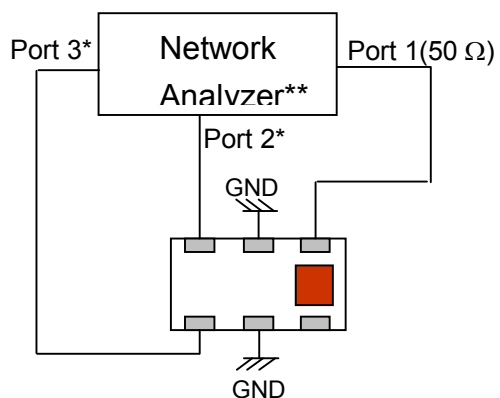 Port 3*
Network
Analyzer**
Port 1(50 Ω)
Port 2*
GND
GND